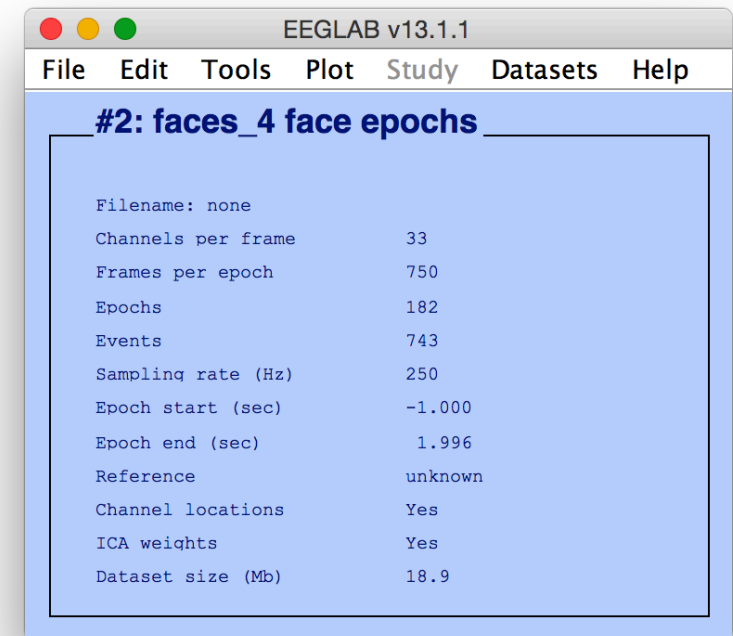 EEGLAB v13.1.1
File Edit Tools Plot Study Datasets Help
#2: faces_4 face epochs
Filename: none
Channels per frame 33
Frames per epoch 750
Epochs 182
Events 743
Sampling rate (Hz) 250
Epoch start (sec) -1.000
Epoch end (sec) 1.996
Reference unknown
Channel locations Yes
ICA weights Yes
Dataset size (Mb) 18.9